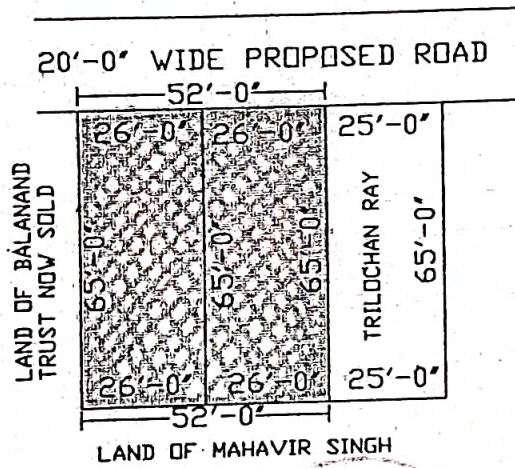 20'-0" WIDE PROPOSED ROAD
52'-0"
26'-0" 26'-0" 25'-0"
LAND OF BALANAND
TRUST NOW SOLD
65'-0"
65'-0"
65'-0"
TRILOCHAN RAY
65'-0"
26'-0" 26'-0" 25'-0"
52'-0"
LAND OF MAHAVIR SINGH